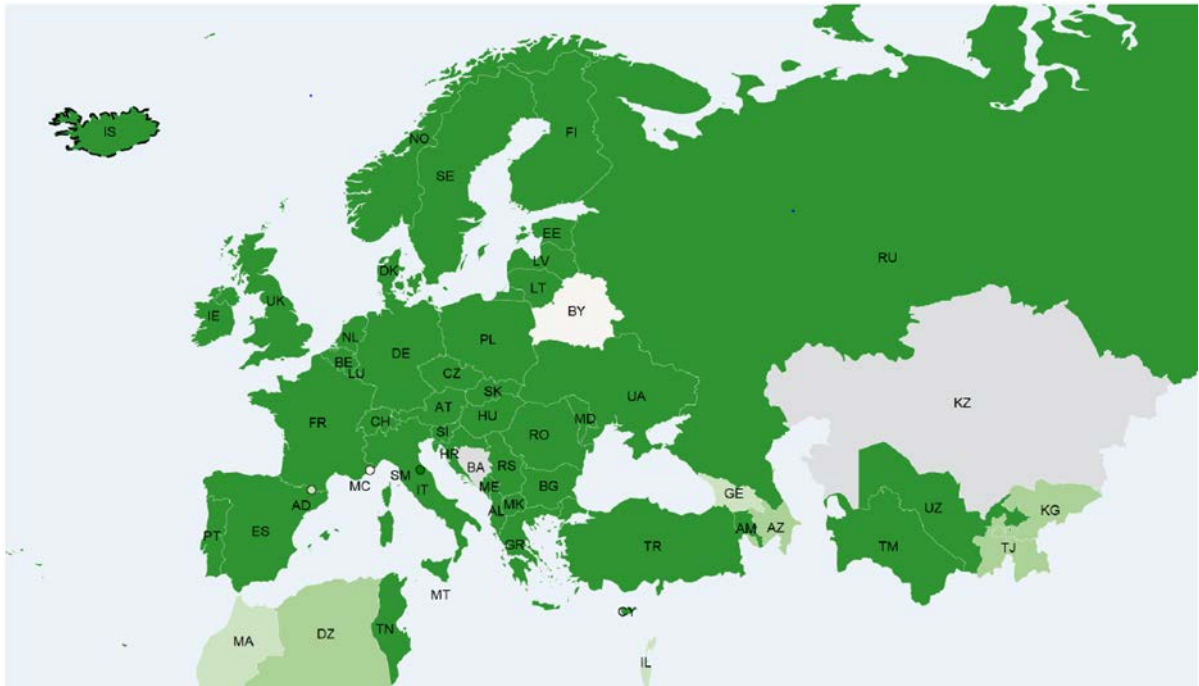 IS
NO
FI
SE
EE
RU
LV
DK
LT
UK
BY
IE
NL
PL
DE
BE
LU
CZ
SK
UA
KZ
AT
HU
MD
FR
CH
SI
RO
HR
BA
RS
SM
MC
ME
BG
IT
GE
AD
MK
UZ
AL
KG
PT
ES
AM
AZ
GR
TR
TM
TJ
MT
CY
TN
DZ
MA
IL